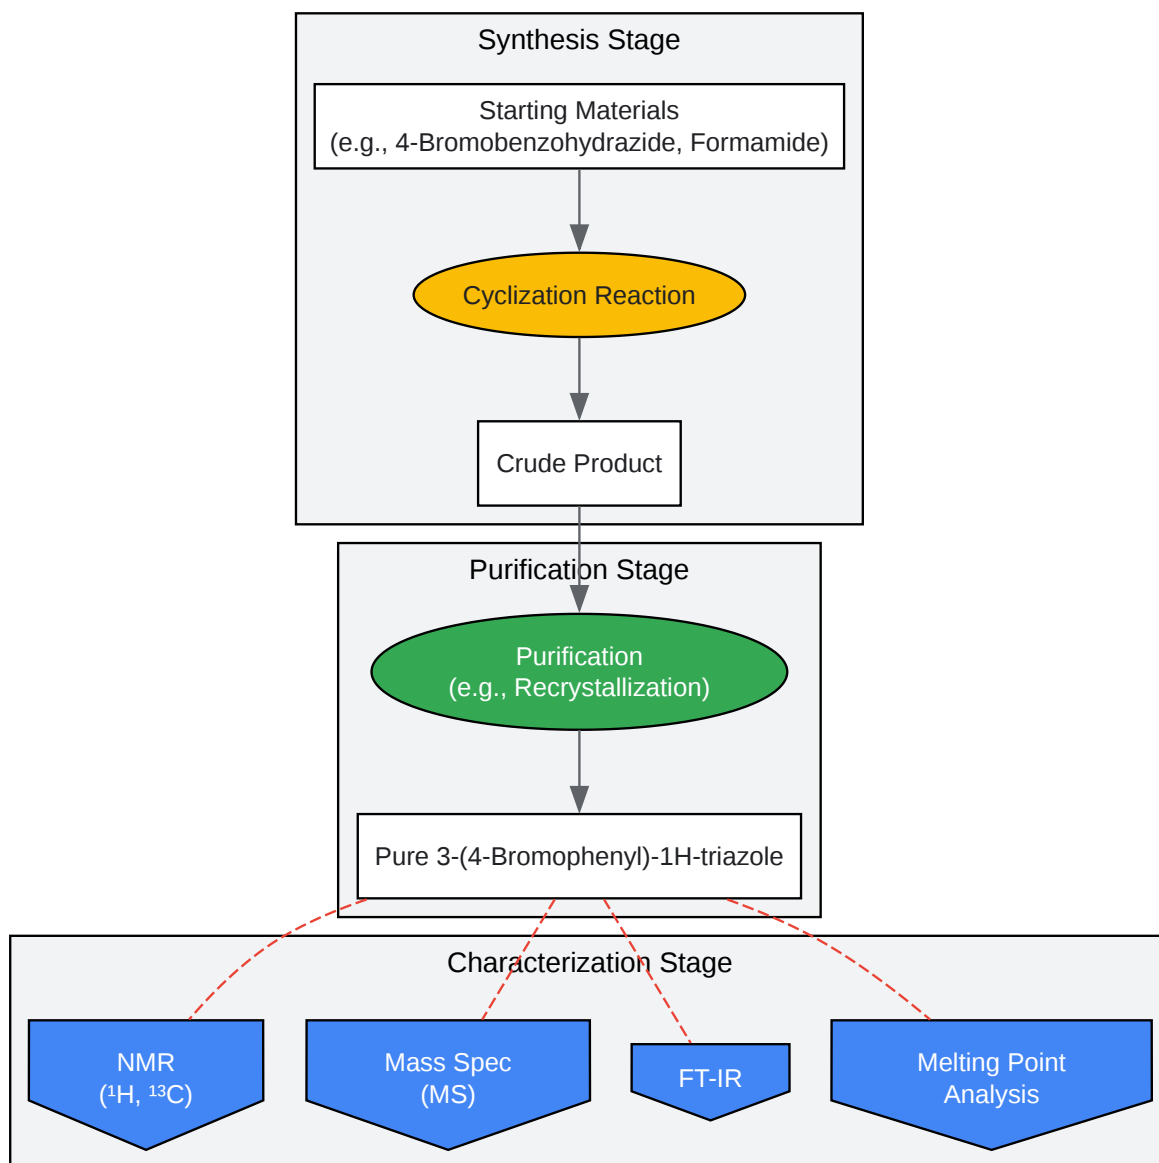 Synthesis Stage
Starting Materials
(e.g., 4-Bromobenzohydrazide, Formamide)
Cyclization Reaction
Crude Product
Purification Stage
Purification
(e.g., Recrystallization)
Pure 3-(4-Bromophenyl)-1H-triazole
Characterization Stage
NMR
(¹H, ¹³C)
Mass Spec
(MS)
FT-IR
Melting Point
Analysis